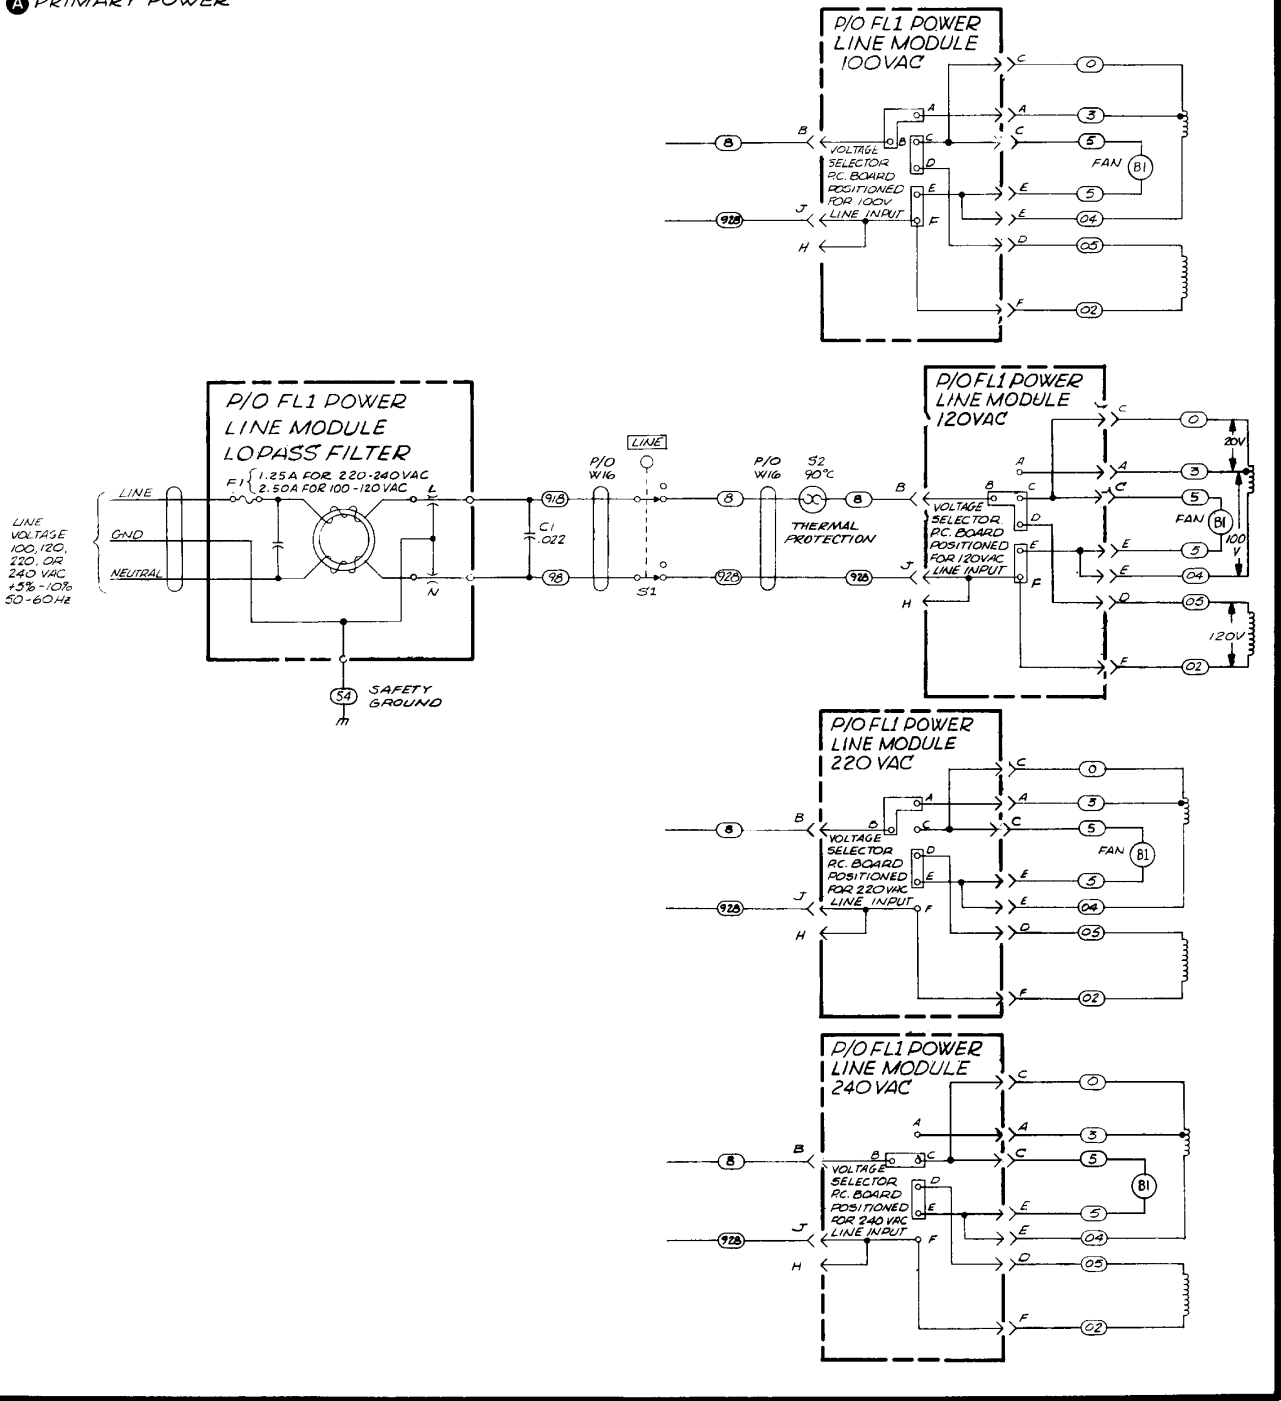 A PRIMARY POWER
P/O FL1 POWER
LINE MODULE
100VAC
C
0
A
A
3
B
8
B
C
C
5
VOLTAGE
SELECTOR
P.C. BOARD
POSITIONED
FOR 100V
LINE INPUT
D
FAN
B1
E
E
5
J
928
F
E
04
H
D
05
F
02
P/O FL1 POWER
LINE MODULE
LOPASS FILTER
F1
1.25A FOR 220-240VAC
2.50A FOR 100-120VAC
L
LINE
GND
NEUTRAL
LINE
VOLTAGE
100, 120,
220, OR
240 VAC
+5% -10%
50-60Hz
N
54
SAFETY
GROUND
918
C1
.022
98
P/O
W16
LINE
S1
8
928
P/O
W16
S2
90°C
8
THERMAL
PROTECTION
928
P/O FL1 POWER
LINE MODULE
120VAC
C
0
20V
A
A
3
B
B
C
C
5
VOLTAGE
SELECTOR
P.C. BOARD
POSITIONED
FOR 120VAC
LINE INPUT
D
FAN
B1
100
V
E
E
5
J
F
E
04
H
D
05
120V
F
02
P/O FL1 POWER
LINE MODULE
220 VAC
C
0
A
A
3
B
8
B
C
C
5
VOLTAGE
SELECTOR
P.C. BOARD
POSITIONED
FOR 220VAC
LINE INPUT
D
FAN
B1
E
E
5
J
928
F
E
04
H
D
05
F
02
P/O FL1 POWER
LINE MODULE
240VAC
C
0
A
A
3
B
8
B
C
C
5
VOLTAGE
SELECTOR
P.C. BOARD
POSITIONED
FOR 240 VAC
LINE INPUT
D
B1
E
E
5
J
928
F
E
04
H
D
05
F
02